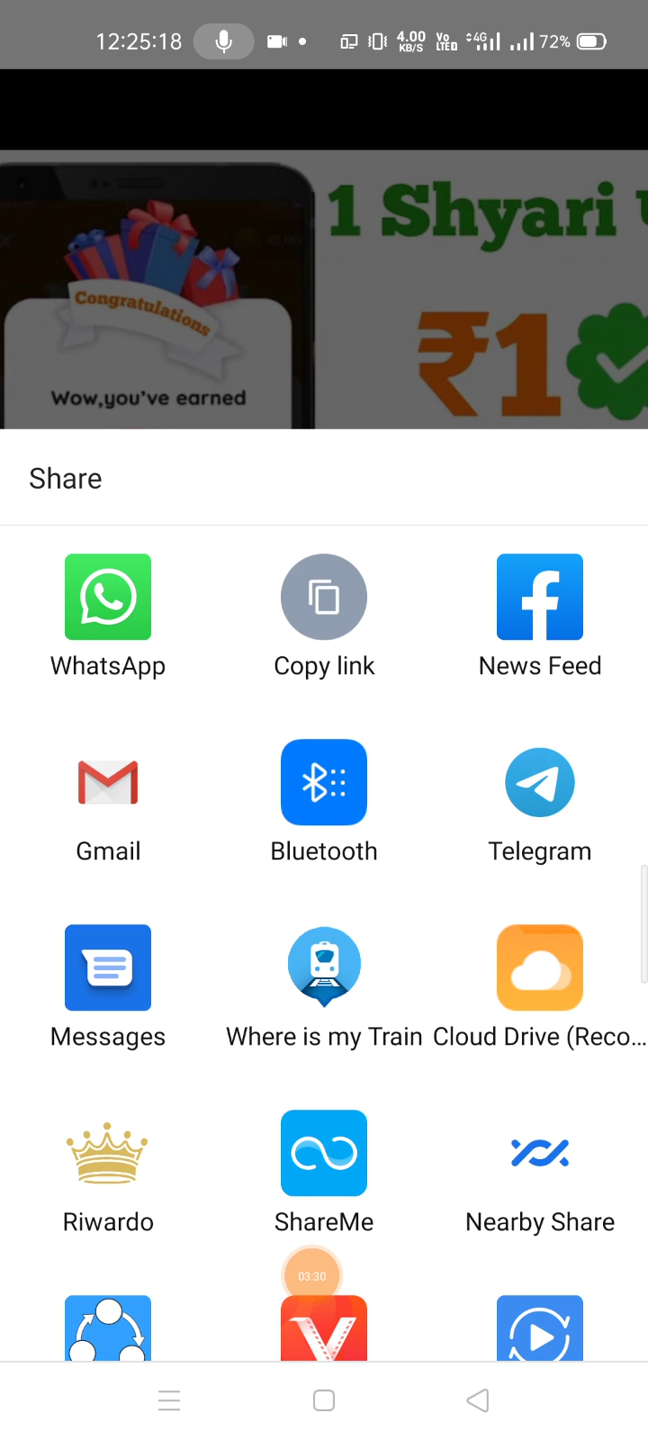 12:25:18
4.00
KB/S
Vo
LTE
4G
72%
1 Shyari
Congratulations
₹1
Wow,you've earned
Share
WhatsApp
Copy link
News Feed
Gmail
Bluetooth
Telegram
Messages
Where is my Train
Cloud Drive (Reco...
Riwardo
ShareMe
Nearby Share
03:30